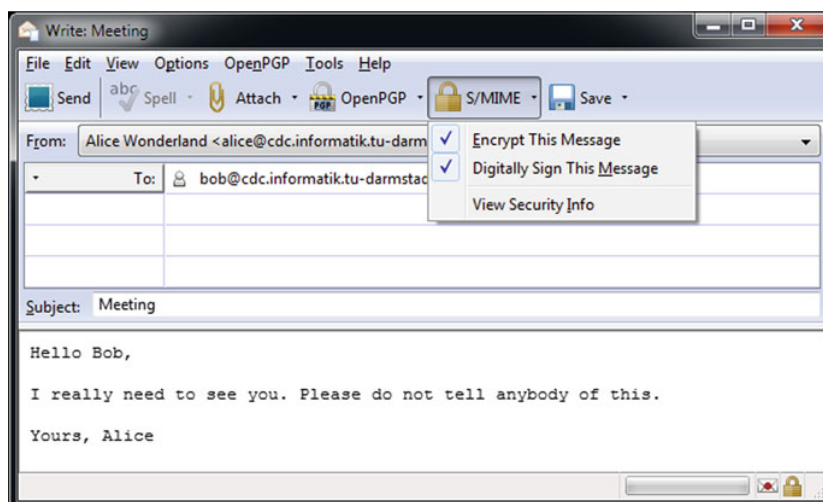 Write: Meeting
File Edit View Options OpenPGP Tools Help
Send abc Spell Attach PGP OpenPGP S/MIME Save
From: Alice Wonderland <alice@cdc.informatik.tu-darm
Encrypt This Message
To: bob@cdc.informatik.tu-darmstad
Digitally Sign This Message
View Security Info
Subject: Meeting
Hello Bob,
I really need to see you. Please do not tell anybody of this.
Yours, Alice